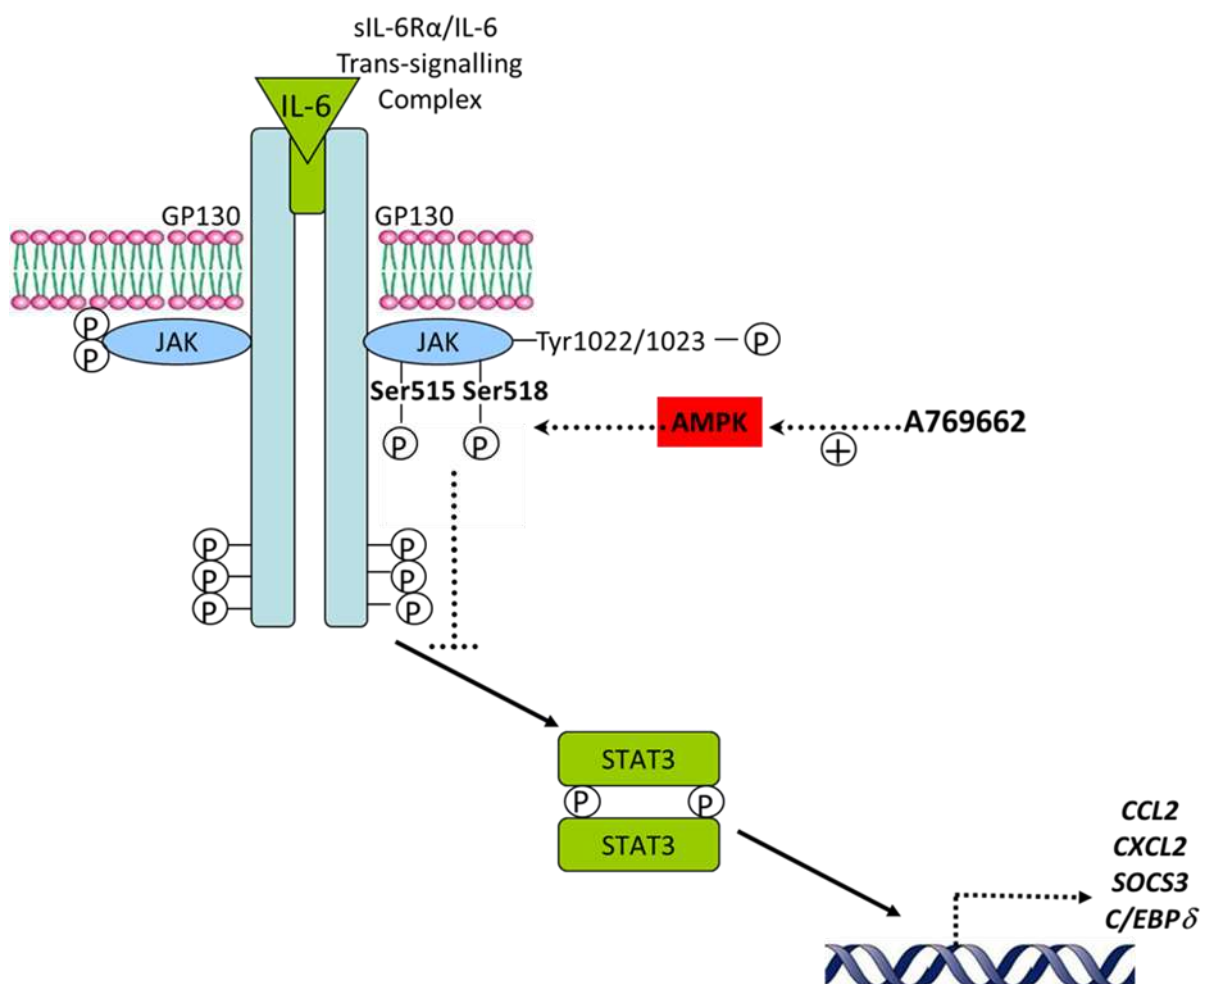 sIL-6Rα/IL-6
Trans-signalling
Complex
IL-6
GP130
GP130
P
P
JAK
JAK
Tyr1022/1023
P
Ser515
Ser518
P
P
AMPK
A769662
+
P
P
P
P
P
P
STAT3
P
P
STAT3
CCL2
CXCL2
SOCS3
C/EBPδ